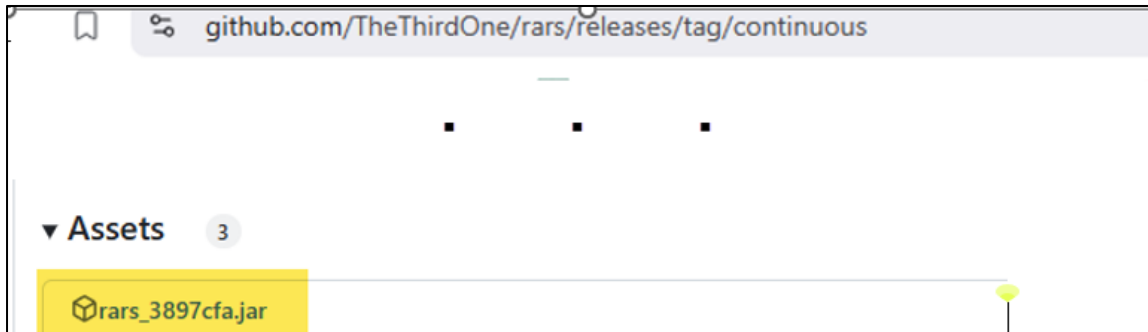 github.com/TheThirdOne/rars/releases/tag/continuous
. . .
Assets 3
rars_3897cfa.jar